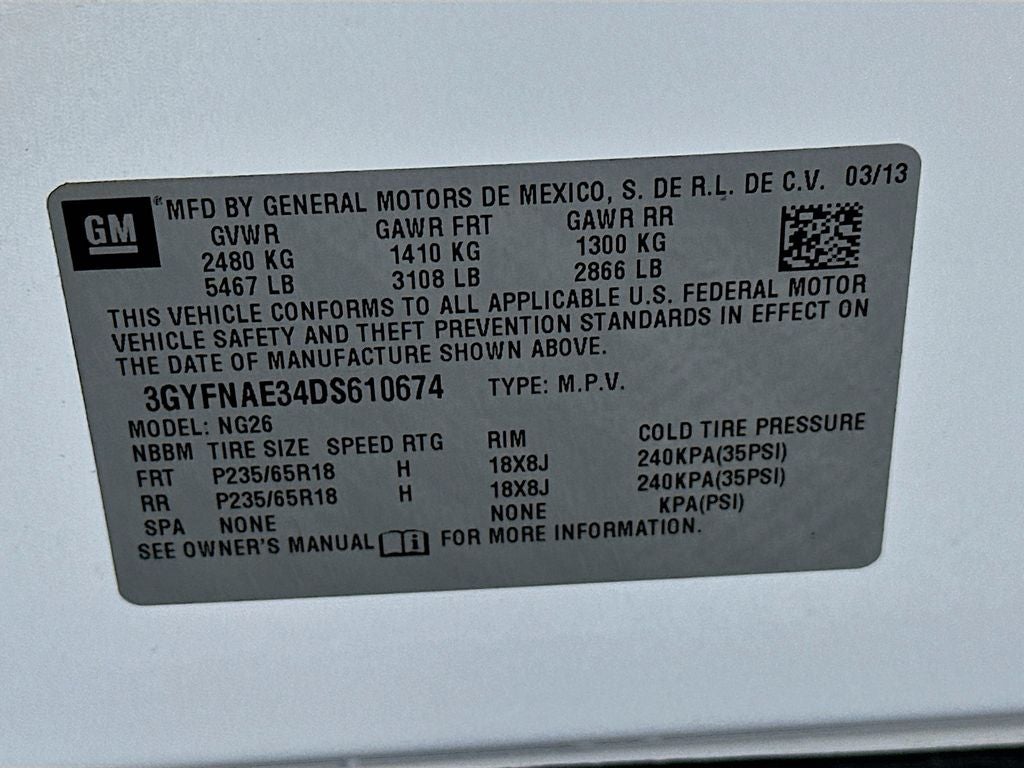 GM ® MFD BY GENERAL MOTORS DE MEXICO, S. DE R.L. DE C.V. 03/13
GVWR GAWR FRT GAWR RR
2480 KG 1410 KG 1300 KG
5467 LB 3108 LB 2866 LB
THIS VEHICLE CONFORMS TO ALL APPLICABLE U.S. FEDERAL MOTOR
VEHICLE SAFETY AND THEFT PREVENTION STANDARDS IN EFFECT ON
THE DATE OF MANUFACTURE SHOWN ABOVE.
3GYFNAE34DS610674 TYPE: M.P.V.
MODEL: NG26
NBBM TIRE SIZE SPEED RTG RIM COLD TIRE PRESSURE
FRT P235/65R18 H 18X8J 240KPA(35PSI)
RR P235/65R18 H 18X8J 240KPA(35PSI)
SPA NONE NONE KPA(PSI)
SEE OWNER'S MANUAL i FOR MORE INFORMATION.